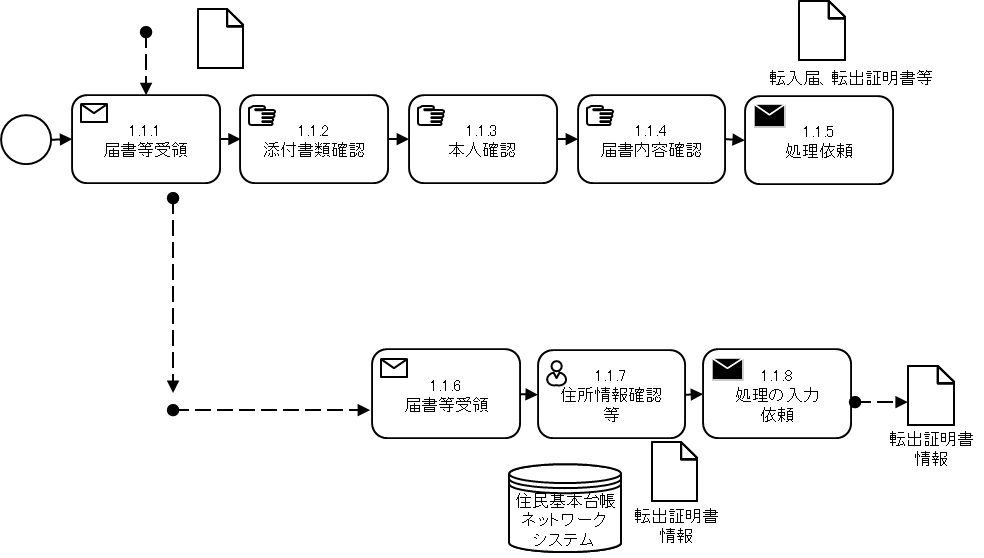 転入届、転出証明書等
1.1.1
届書等受領
1.1.2
添付書類確認
1.1.3
本人確認
1.1.4
届書内容確認
1.1.5
処理依頼
1.1.6
届書等受領
1.1.7
住所情報確認
等
1.1.8
処理の入力
依頼
転出証明書
情報
住民基本台帳
ネットワーク
システム
転出証明書
情報